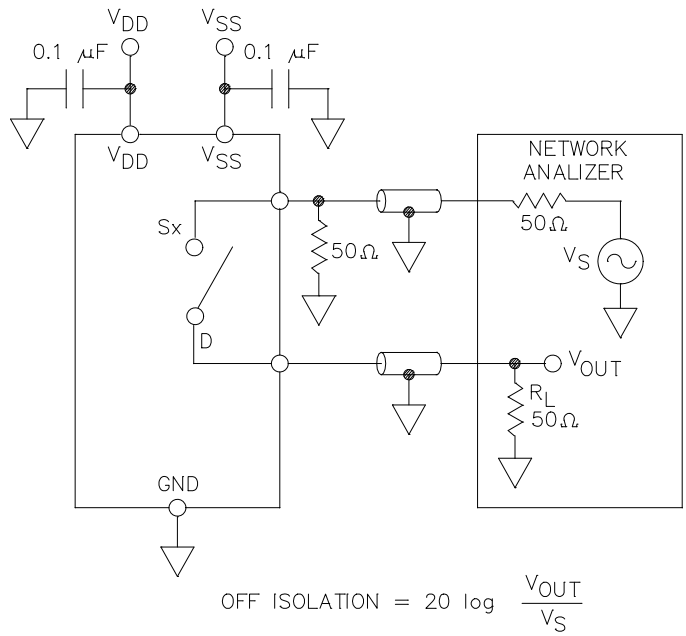 VDD
VSS
0.1 µF
0.1 µF
VDD
VSS
NETWORK
ANALIZER
Sx
50Ω
50Ω
VS
D
VOUT
RL
50Ω
GND
OFF ISOLATION = 20 log VOUT
VS